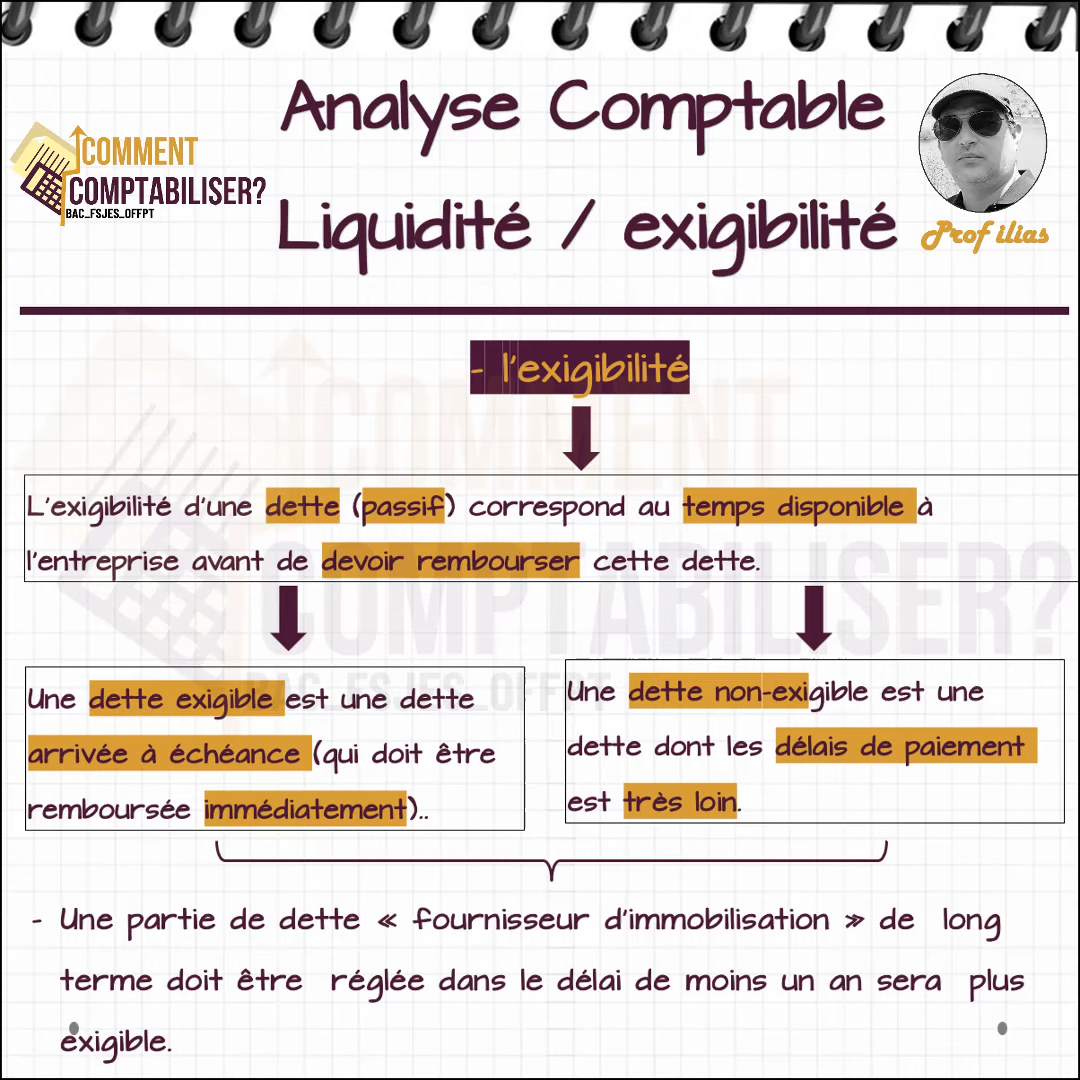 Analyse Comptable
COMMENT
COMPTABILISER?
BAC_FSJES_OFFPT
Liquidité / exigibilité
Prof ilias
- l'exigibilité
L'exigibilité d'une dette (passif) correspond au temps disponible à
l'entreprise avant de devoir rembourser cette dette.
Une dette exigible est une dette
arrivée à échéance (qui doit être
remboursée immédiatement)..
Une dette non-exigible est une
dette dont les délais de paiement
est très loin.
- Une partie de dette « fournisseur d'immobilisation » de long
terme doit être réglée dans le délai de moins un an sera plus
exigible.
COMMENT
COMPTABILISER?
BAC_FSJES_OFFPT